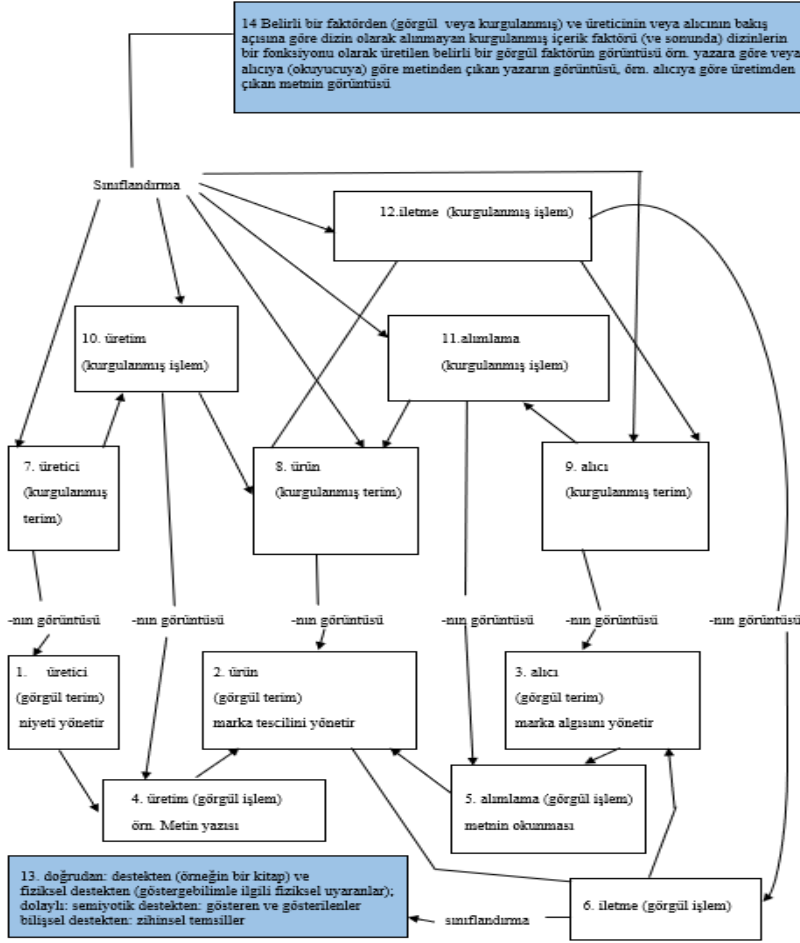 14 Belirli bir faktörden (görgül veya kurgulanmış) ve üreticinin veya alıcının bakış
açısına göre dizin olarak alınmayan kurgulanmış içerik faktörü (ve sonunda) dizinlerin
bir fonksiyonu olarak üretilen belirli bir görgül faktörün görüntüsü örn. yazara göre veya
alıcıya (okuyucuya) göre metinden çıkan yazarın görüntüsü, örn. alıcıya göre üretimden
çıkan metnin görüntüsü
Sınıflandırma
12.iletme (kurgulanmış işlem)
10. üretim
(kurgulanmış işlem)
11.alımlama
(kurgulanmış işlem)
7. üretici
(kurgulanmış
terim)
8. ürün
(kurgulanmış terim)
9. alıcı
(kurgulanmış terim)
-nın görüntüsü
-nın görüntüsü
-nın görüntüsü
-nın görüntüsü
-nın görüntüsü
-nın görüntüsü
1. üretici
(görgül terim)
niyeti yönetir
2. ürün
(görgül terim)
marka tescilini yönetir
3. alıcı
(görgül terim)
marka algısını yönetir
4. üretim (görgül işlem)
örn. Metin yazısı
5. alımlama (görgül işlem)
metnin okunması
13. doğrudan: destekten (örneğin bir kitap) ve
fiziksel destekten (göstergebilimle ilgili fiziksel uyaranlar);
dolaylı: semiyotik destekten: gösteren ve gösterilenler
bilişsel destekten: zihinsel temsiller
sınıflandırma
6. iletme (görgül işlem)